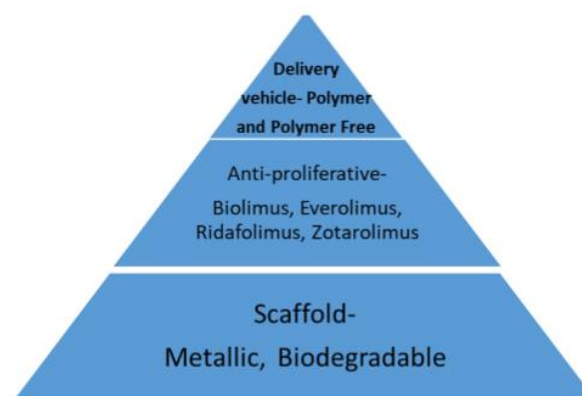 Delivery
vehicle- Polymer
and Polymer Free
Anti-proliferative-
Biolimus, Everolimus,
Ridafolimus, Zotarolimus
Scaffold-
Metallic, Biodegradable